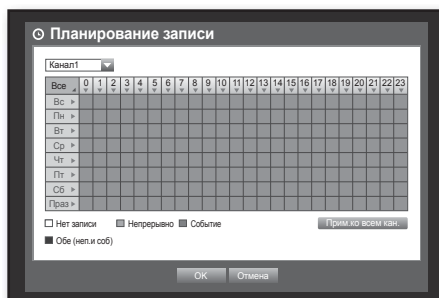 Планирование записи
Канал1
Все 0 1 2 3 4 5 6 7 8 9 10 11 12 13 14 15 16 17 18 19 20 21 22 23
Вс
Пн
Вт
Ср
Чт
Пт
Сб
Праз
Нет записи Непрерывно Событие Прим.ко всем кан.
Обе (неп.и соб)
OK Отмена